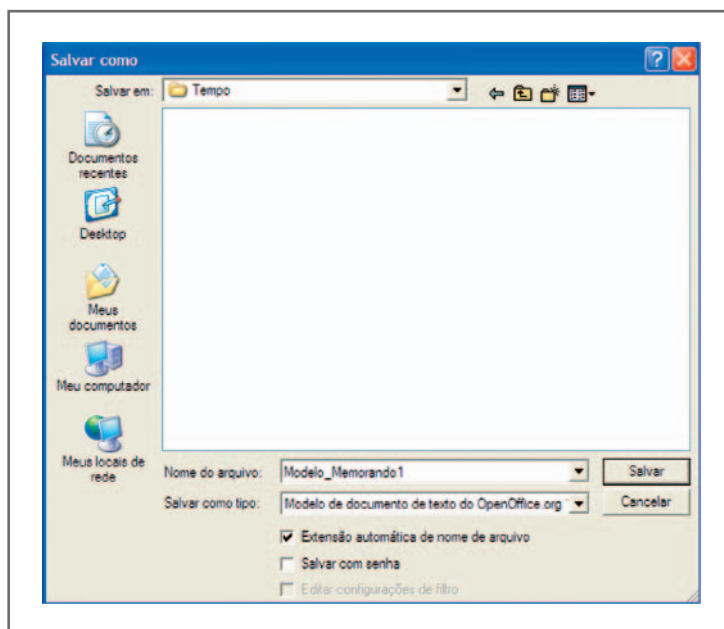 Salvar como
Salvar em: Tempo
Documentos
recentes
Desktop
Meus
documentos
Meu computador
Meus locais de
rede
Nome do arquivo: Modelo_Memorando1 Salvar
Salvar como tipo: Modelo de documento de texto do OpenOffice.org Cancelar
Extensão automática de nome de arquivo
Salvar com senha
Editar configurações de filtro